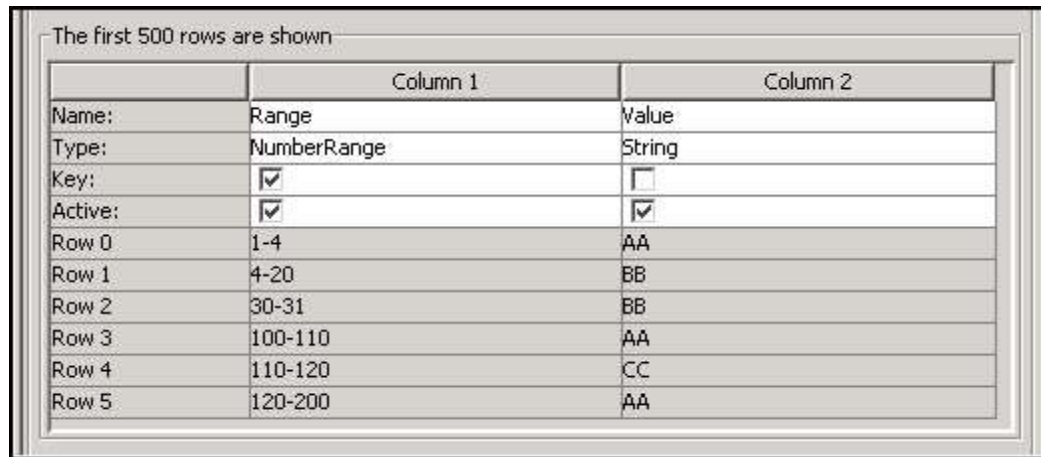 The first 500 rows are shown
Column 1 Column 2
Name: Range Value
Type: NumberRange String
Key:
Active:
Row 0 1-4 AA
Row 1 4-20 BB
Row 2 30-31 BB
Row 3 100-110 AA
Row 4 110-120 CC
Row 5 120-200 AA